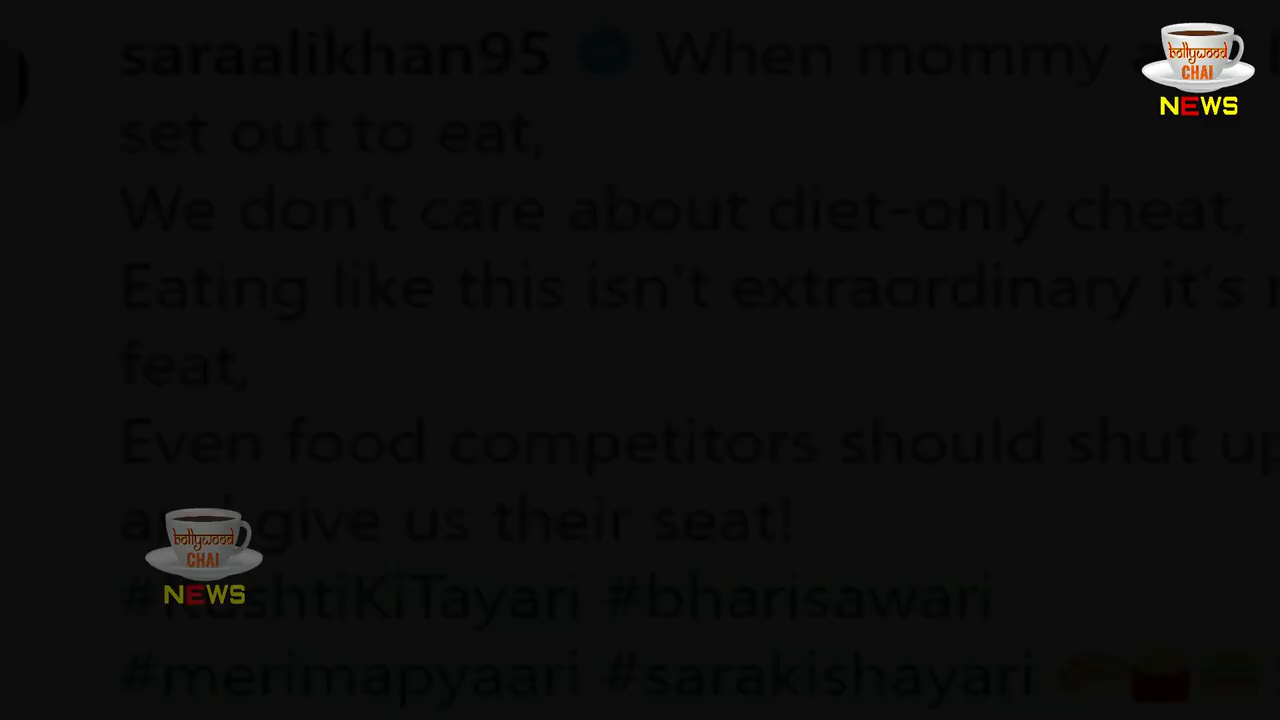 saraalikhan95 When mommy
set out to eat,
We don't care about diet-only cheat,
Eating like this isn't extraordinary it's
feat,
Even food competitors should shut up
and give us their seat!
#merimapyaari #sarakishayari
#bharisawari
bollywood
CHAI
NEWS
bollywood
CHAI
NEWS